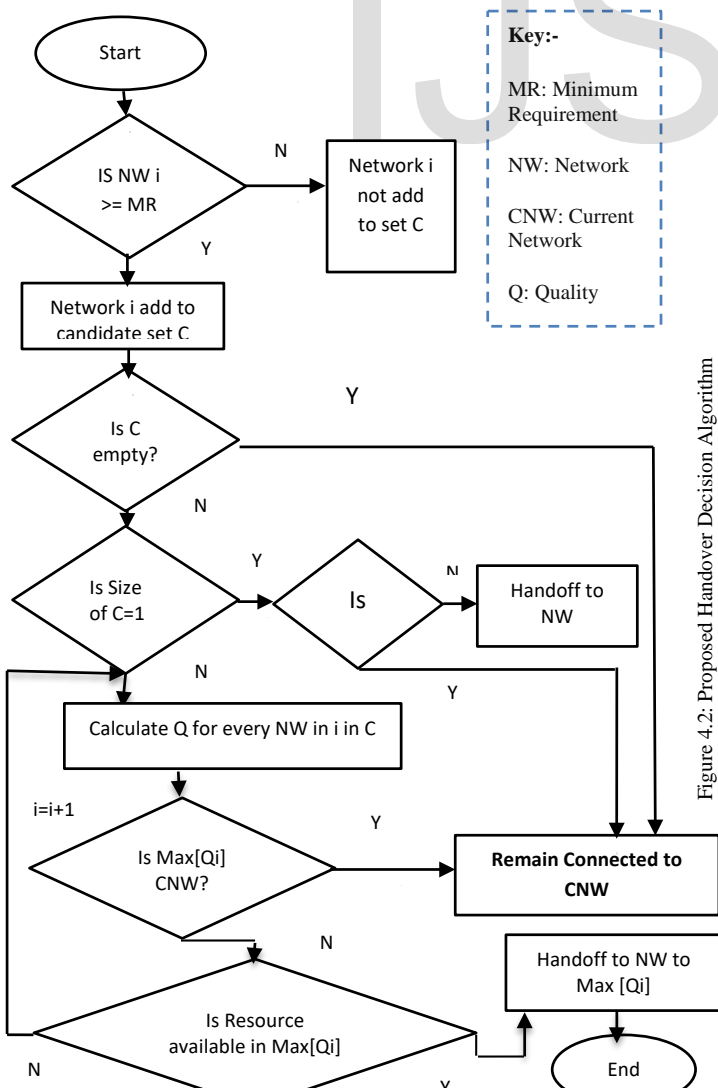 Start
Key:-
MR: Minimum
Requirement
NW: Network
CNW: Current
Network
Q: Quality
IS NW i
>= MR
N
Network i
not add
to set C
Y
Network i add to
candidate set C
Is C
empty?
Y
N
Is Size
of C=1
Y
Is
N
Handoff to
NW
N
Y
Calculate Q for every NW in i in C
i=i+1
Is Max[Qi]
CNW?
Y
Remain Connected to
CNW
N
Handoff to NW to
Max [Qi]
Is Resource
available in Max[Qi]
N
Y
End
Figure 4.2: Proposed Handover Decision Algorithm
IJS